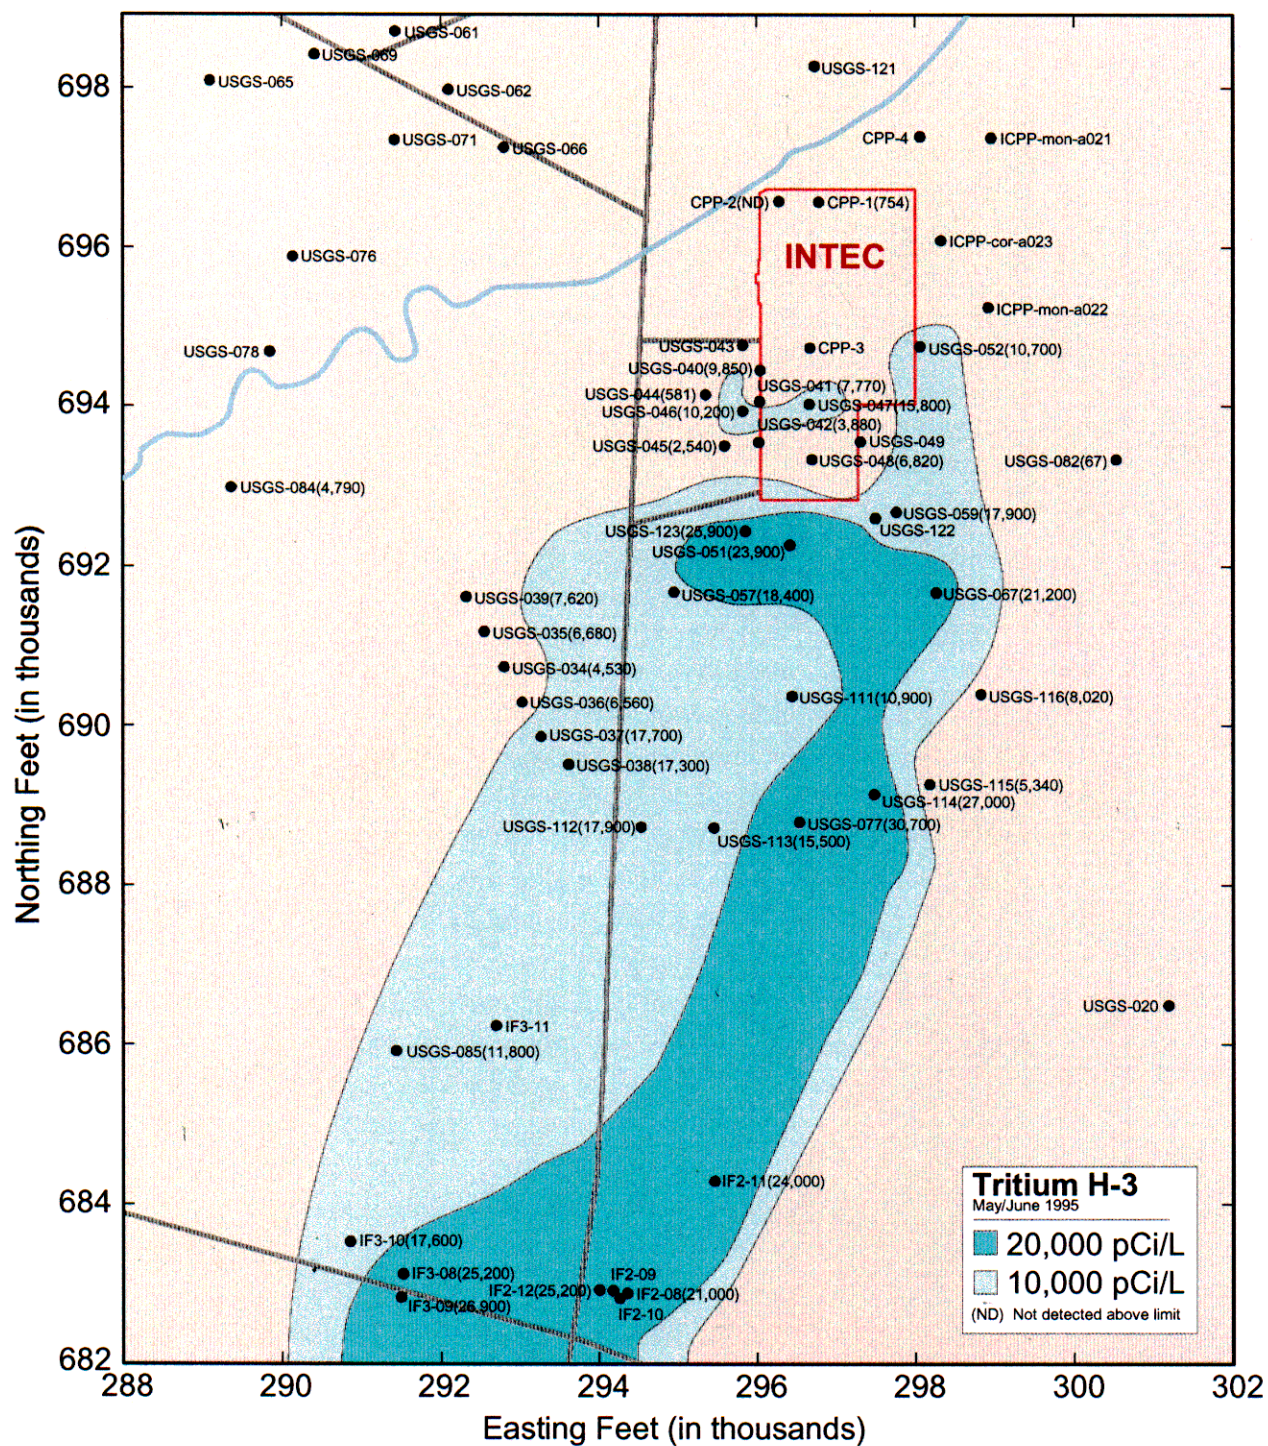 USGS-061
USGS-069
USGS-065
USGS-062
USGS-121
698
USGS-071
USGS-066
CPP-4
ICPP-mon-a021
CPP-2(ND)
CPP-1(754)
696
USGS-076
INTEC
ICPP-cor-a023
ICPP-mon-a022
USGS-078
USGS-043
CPP-3
USGS-052(10,700)
USGS-040(9,850)
USGS-041(7,770)
USGS-044(581)
694
USGS-046(10,200)
USGS-047(15,800)
USGS-042(3,880)
USGS-045(2,540)
USGS-049
USGS-048(6,820)
USGS-082(67)
USGS-084(4,790)
USGS-059(17,900)
USGS-123(25,900)
USGS-122
USGS-051(23,900)
692
USGS-039(7,620)
USGS-057(18,400)
USGS-067(21,200)
USGS-035(6,680)
USGS-034(4,530)
USGS-036(6,560)
USGS-111(10,900)
USGS-116(8,020)
690
USGS-037(17,700)
USGS-038(17,300)
USGS-115(5,340)
USGS-114(27,000)
USGS-112(17,900)
USGS-077(30,700)
USGS-113(15,500)
688
USGS-020
IF3-11
686
USGS-085(11,800)
IF2-11(24,000)
684
IF3-10(17,600)
IF3-08(25,200)
IF2-09
IF2-12(25,200)
IF2-08(21,000)
IF3-09(26,900)
IF2-10
682
Tritium H-3
May/June 1995
20,000 pCi/L
10,000 pCi/L
(ND) Not detected above limit
288 290 292 294 296 298 300 302
Easting Feet (in thousands)
Northing Feet (in thousands)